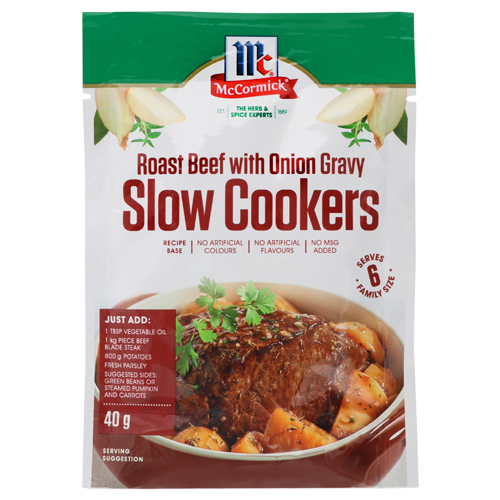 Mc
McCormick®
EST. THE HERB & 1889
SPICE EXPERTS
Roast Beef with Onion Gravy
Slow Cookers
RECIPE BASE
NO ARTIFICIAL COLOURS
NO ARTIFICIAL FLAVOURS
NO MSG ADDED
SERVES
6
FAMILY SIZE
JUST ADD:
1 TBSP VEGETABLE OIL
1 kg PIECE BEEF
BLADE STEAK
800 g POTATOES
FRESH PARSLEY
SUGGESTED SIDES:
GREEN BEANS OR
STEAMED PUMPKIN
AND CARROTS
40 g
SERVING
SUGGESTION